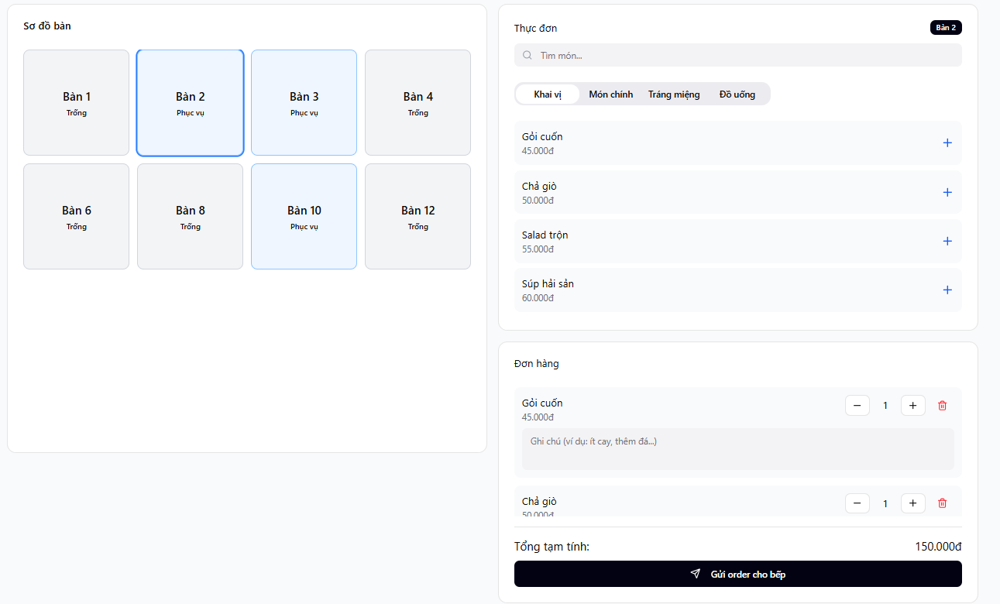 Sơ đồ bàn
Bàn 1
Trống
Bàn 2
Phục vụ
Bàn 3
Phục vụ
Bàn 4
Trống
Bàn 6
Trống
Bàn 8
Trống
Bàn 10
Phục vụ
Bàn 12
Trống
Thực đơn
Bàn 2
Tìm món...
Khai vị
Món chính
Tráng miệng
Đồ uống
Gỏi cuốn
45.000đ
Chả giò
50.000đ
Salad trộn
55.000đ
Súp hải sản
60.000đ
Đơn hàng
Gỏi cuốn
45.000đ
1
Ghi chú (ví dụ: ít cay, thêm đá...)
Chả giò
50.000đ
1
Tổng tạm tính:
150.000đ
Gửi order cho bếp